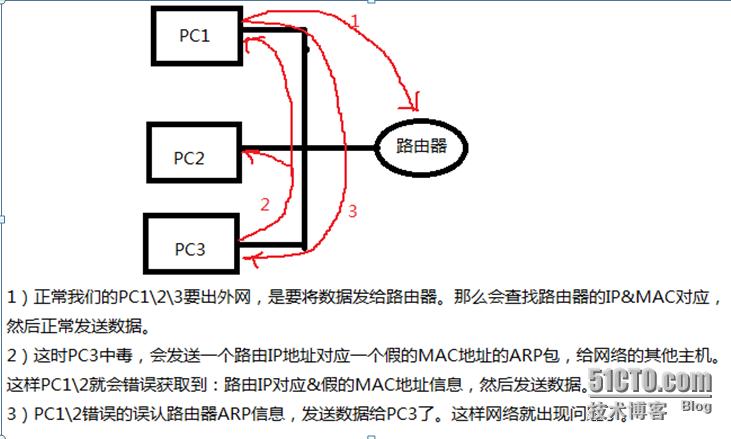 PC1
1
PC2
路由器
2
3
PC3
1）正常我们的PC1\2\3要出外网，是要将数据发给路由器。那么会查找路由器的IP&MAC对应，
然后正常发送数据。
2）这时PC3中毒，会发送一个路由IP地址对应一个假的MAC地址的ARP包，给网络的其他主机。
这样PC1\2就会错误获取到：路由IP对应&假的MAC地址信息，然后发送数据。
3）PC1\2错误的误认路由器ARP信息，发送数据给PC3了。这样网络就出现问
51CTO.com
技术博客 Blog